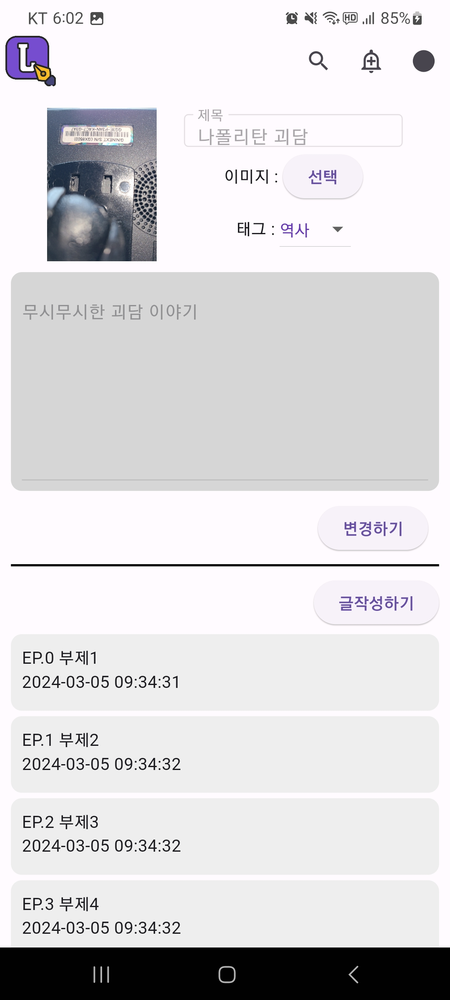 KT 6:02
HD 85%
L
GG3E-P3AN-K4C7-G3A7
GNINEXT S/N (GX8500)
제목
나폴리탄 괴담
이미지 : 선택
태그 : 역사
무시무시한 괴담 이야기
변경하기
글작성하기
EP.0 부제1
2024-03-05 09:34:31
EP.1 부제2
2024-03-05 09:34:32
EP.2 부제3
2024-03-05 09:34:32
EP.3 부제4
2024-03-05 09:34:32